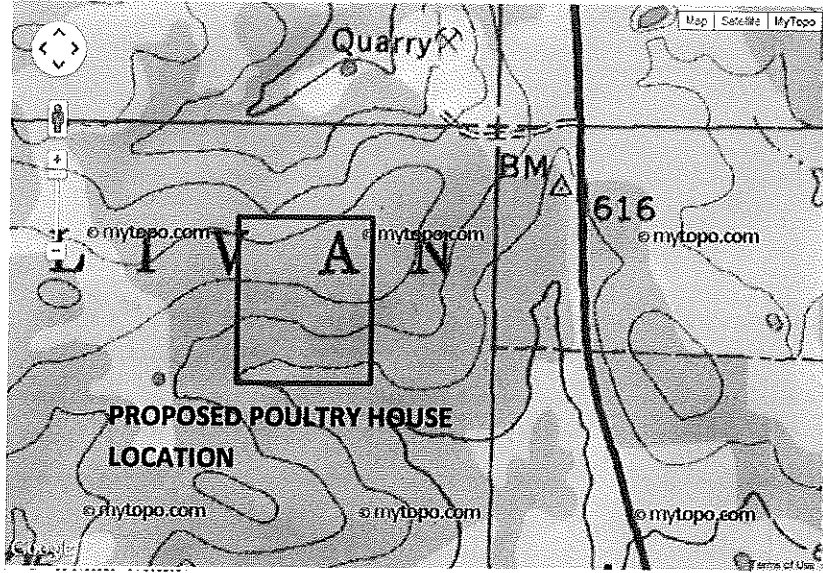 Map Satellite MyTopo
Quarry
BM
616
© mytopo.com © mytopo.com © mytopo.com
L I V A N
PROPOSED POULTRY HOUSE
LOCATION
© mytopo.com © mytopo.com © mytopo.com
Google
Terms of Use